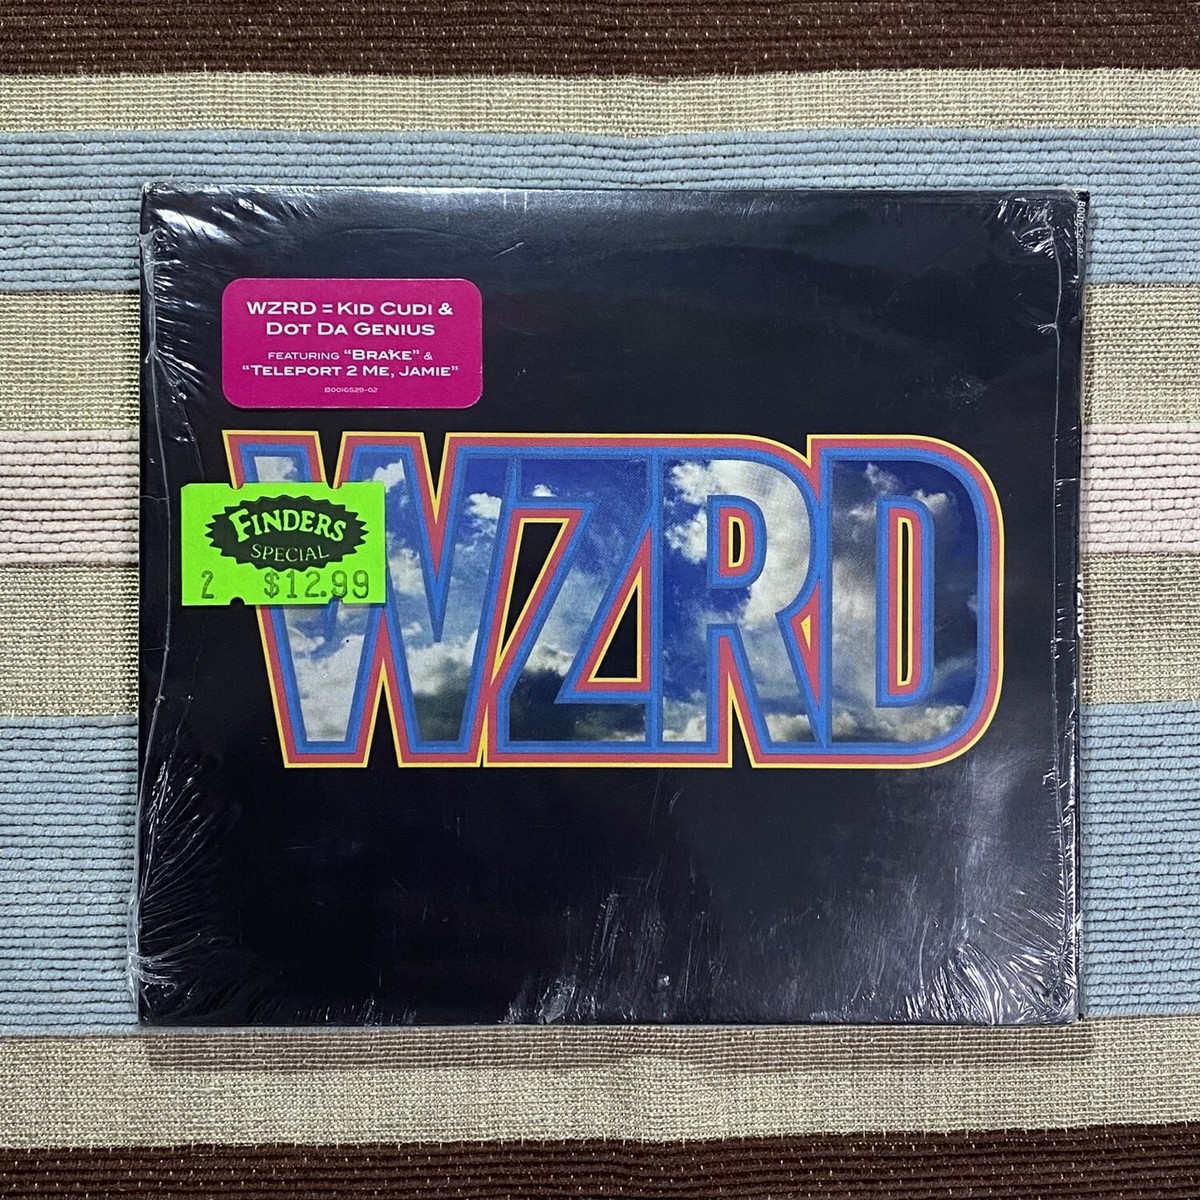 WZRD = KID CUDI &
DOT DA GENIUS
FEATURING "BRAKE" &
"TELEPORT 2 ME, JAMIE"
B0016529-02
WZRD
FINDERS
SPECIAL
2 $12.99